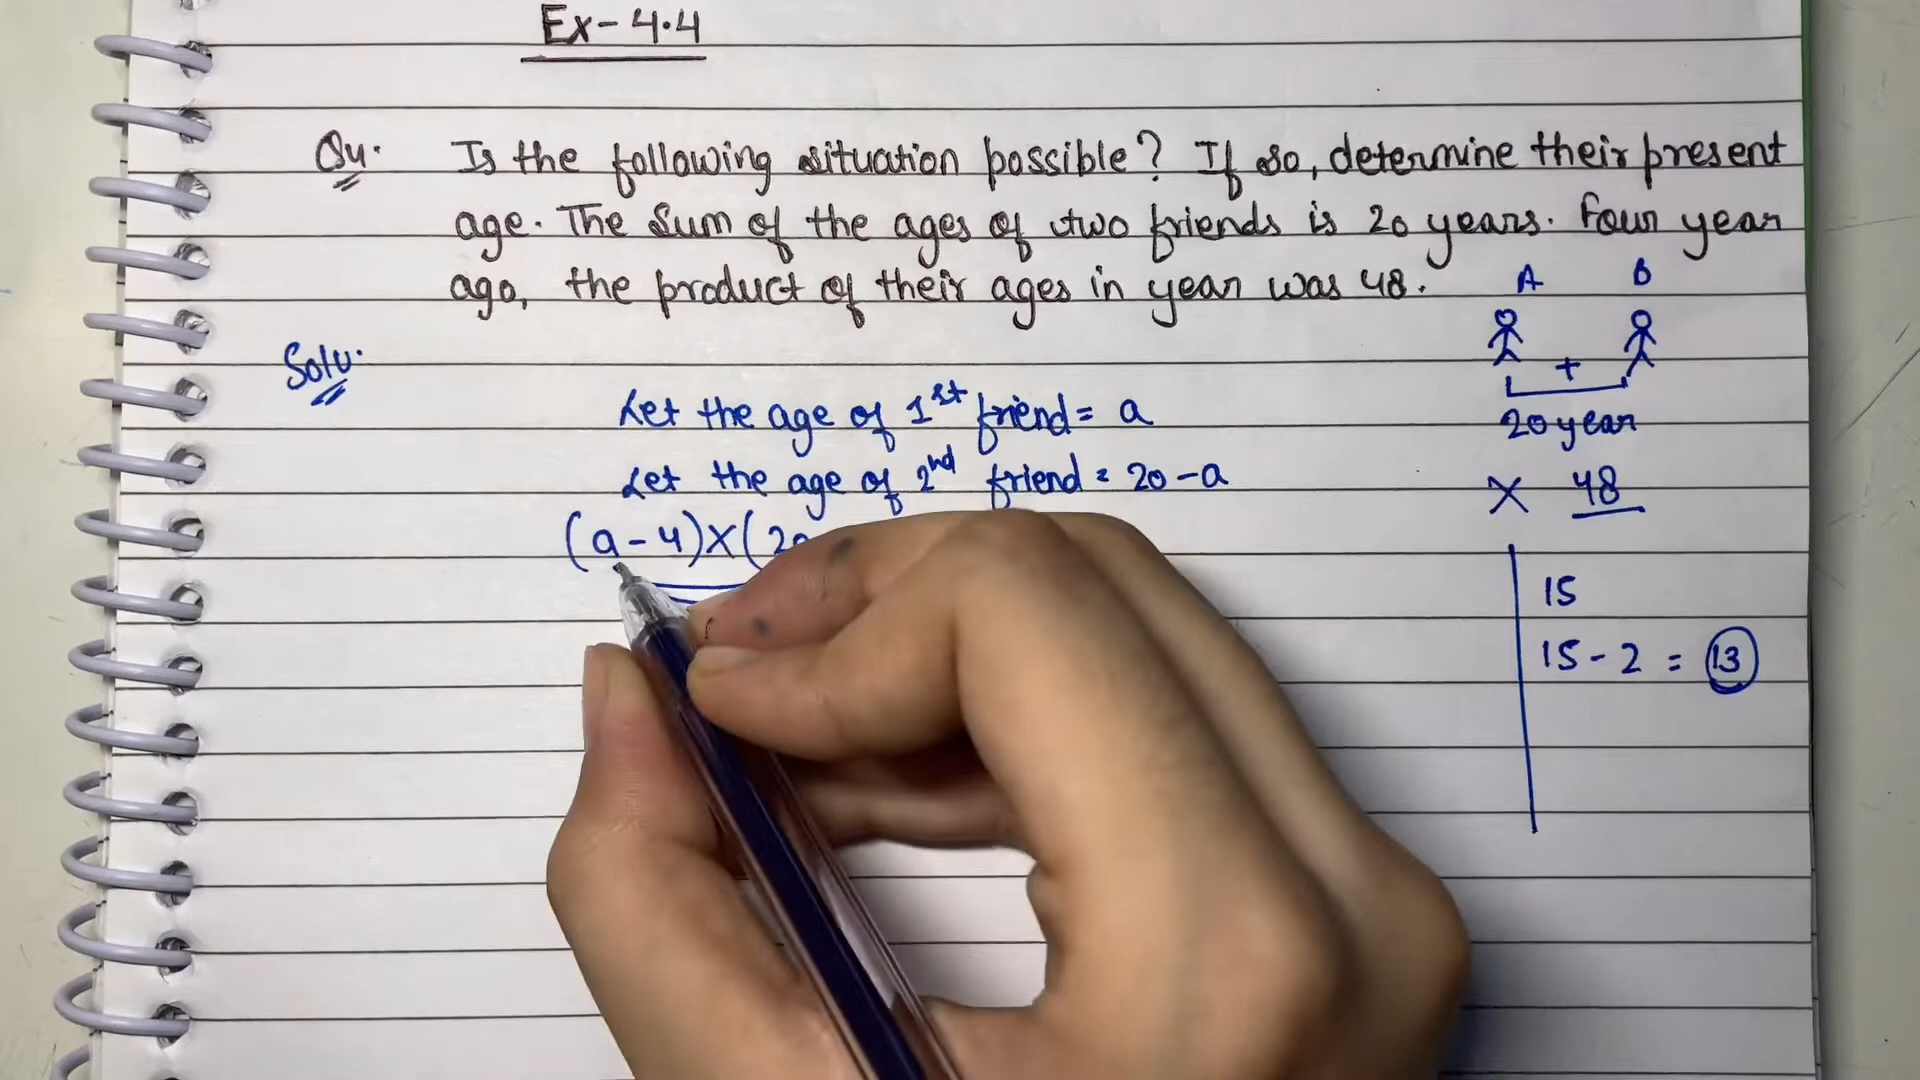 Ex-4.4
Qu. Is the following situation possible? If so, determine their present
age. The Sum of the ages of two friends is 20 years. Four year
ago, the product of their ages in year was 48.
A B
+
20 year
× 48
Solu.
Let the age of 1st friend = a
Let the age of 2nd friend = 20-a
(a-4)×(20
15
15-2 = 13